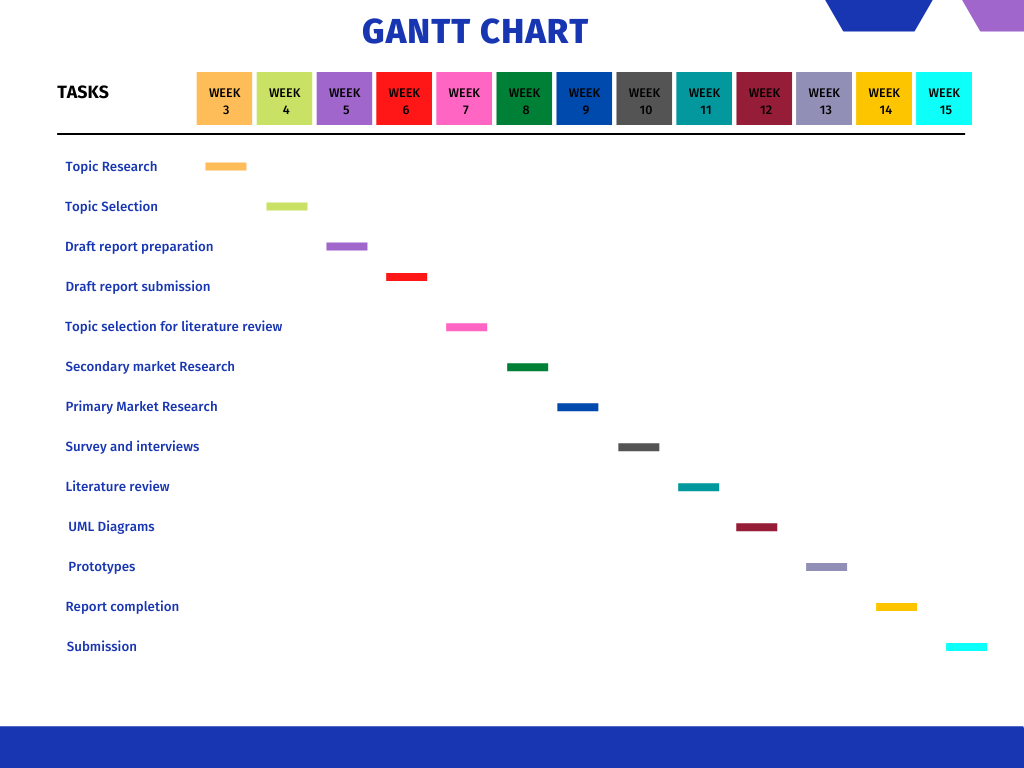 GANTT CHART
TASKS
WEEK 3
WEEK 4
WEEK 5
WEEK 6
WEEK 7
WEEK 8
WEEK 9
WEEK 10
WEEK 11
WEEK 12
WEEK 13
WEEK 14
WEEK 15
Topic Research
Topic Selection
Draft report preparation
Draft report submission
Topic selection for literature review
Secondary market Research
Primary Market Research
Survey and interviews
Literature review
UML Diagrams
Prototypes
Report completion
Submission